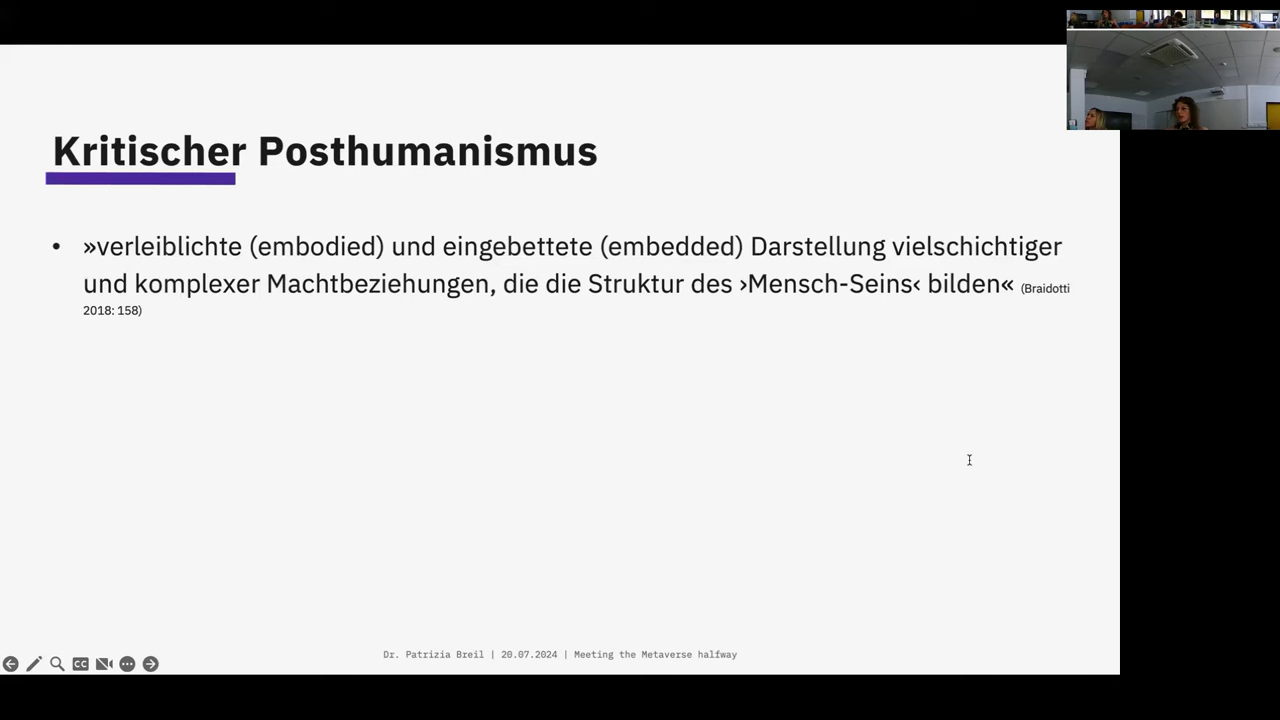 Kritischer Posthumanismus
• »verleiblichte (embodied) und eingebettete (embedded) Darstellung vielschichtiger
und komplexer Machtbeziehungen, die die Struktur des ›Mensch-Seins‹ bilden« (Braidotti
2018: 158)
Dr. Patrizia Breil | 20.07.2024 | Meeting the Metaverse halfway
CC